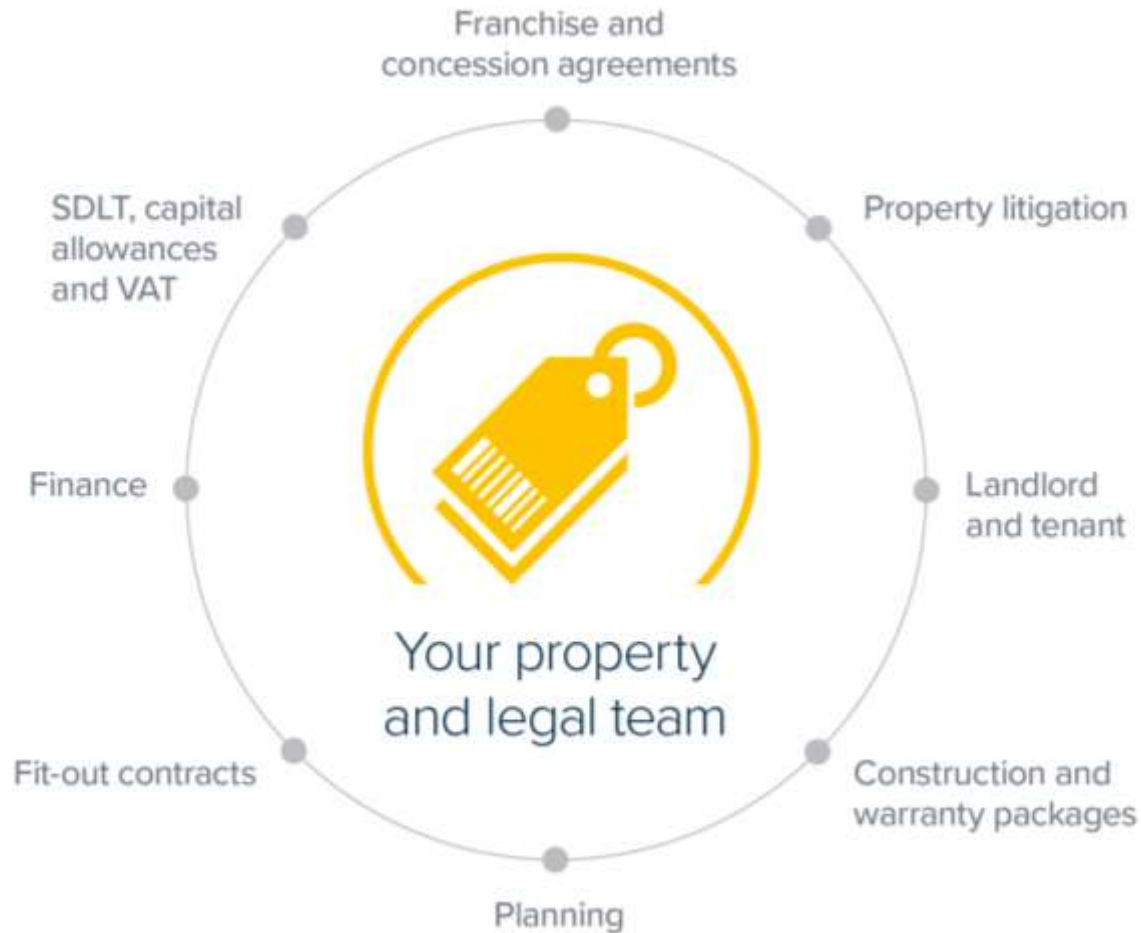 Franchise and
concession agreements
SDLT, capital
allowances
and VAT
Property litigation
Finance
Landlord
and tenant
Your property
and legal team
Fit-out contracts
Construction and
warranty packages
Planning